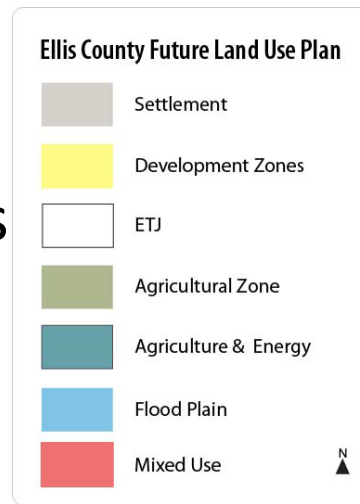 Ellis County Future Land Use Plan
Settlement
Development Zones
s
ETJ
Agricultural Zone
Agriculture & Energy
Flood Plain
Mixed Use
N